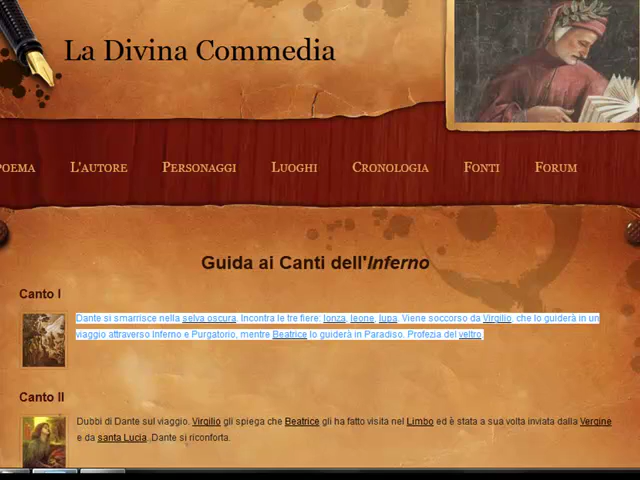 La Divina Commedia
POEMA L'AUTORE PERSONAGGI LUOGHI CRONOLOGIA FONTI FORUM
Guida ai Canti dell'Inferno
Canto I
Dante si smarrisce nella selva oscura. Incontra le tre fiere: lonza, leone, lupa. Viene soccorso da Virgilio, che lo guiderà in un
viaggio attraverso Inferno e Purgatorio, mentre Beatrice lo guiderà in Paradiso. Profezia del veltro.
Canto II
Dubbi di Dante sul viaggio. Virgilio gli spiega che Beatrice gli ha fatto visita nel Limbo ed è stata a sua volta inviata dalla Vergine
e da santa Lucia. Dante si riconforta.